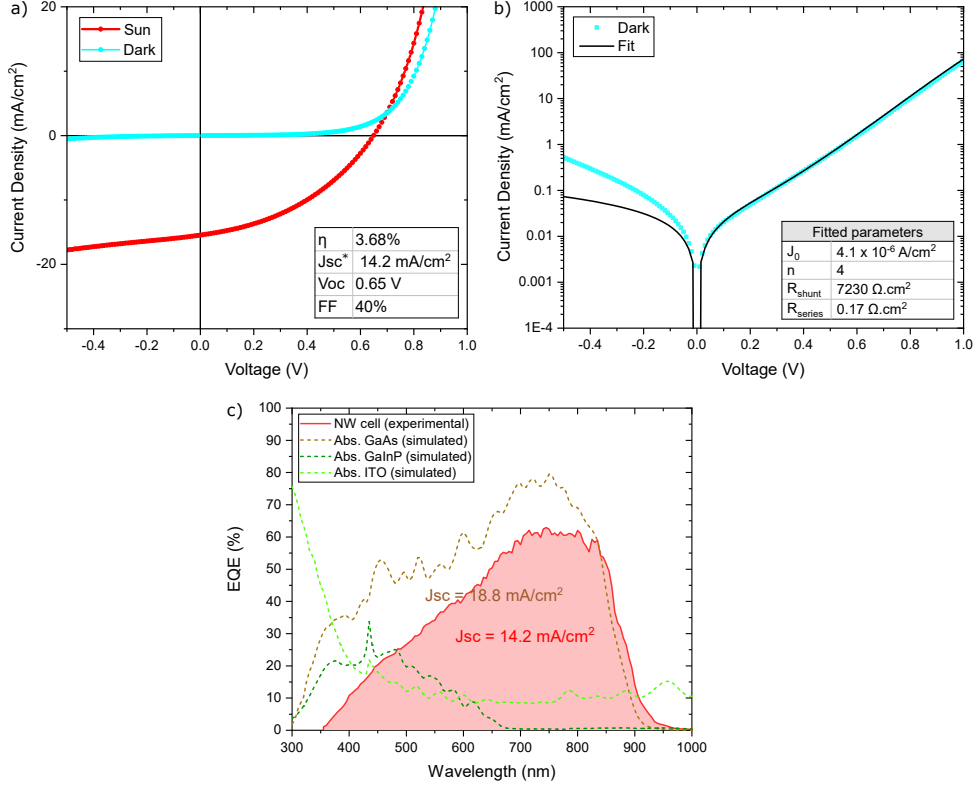 a)
Sun
Dark
Current Density (mA/cm²)
20
0
-20
-0.4 -0.2 0.0 0.2 0.4 0.6 0.8 1.0
Voltage (V)
η 3.68%
Jsc* 14.2 mA/cm²
Voc 0.65 V
FF 40%
b)
Dark
Fit
Current Density (mA/cm²)
1000
100
10
1
0.1
0.01
0.001
1E-4
-0.4 -0.2 0.0 0.2 0.4 0.6 0.8 1.0
Voltage (V)
Fitted parameters
J₀ 4.1 x 10⁻⁶ A/cm²
n 4
Rshunt 7230 Ω.cm²
Rseries 0.17 Ω.cm²
c)
NW cell (experimental)
Abs. GaAs (simulated)
Abs. GaInP (simulated)
Abs. ITO (simulated)
EQE (%)
100
90
80
70
60
50
40
30
20
10
0
Jsc = 18.8 mA/cm²
Jsc = 14.2 mA/cm²
300 400 500 600 700 800 900 1000
Wavelength (nm)